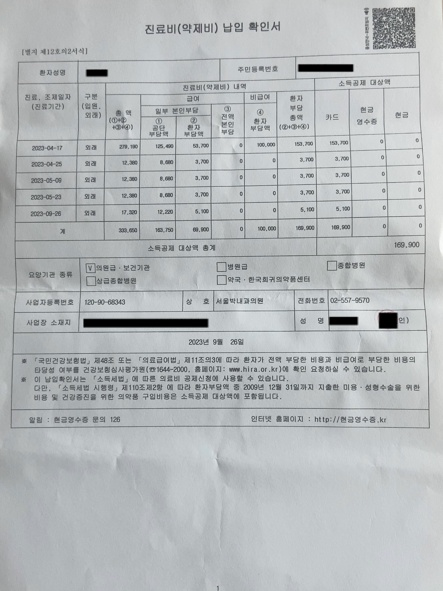 진료비(약제비) 납입 확인서
[별지 제12호의2서식]
환자성명 주민등록번호
진료, 조제일자 (진료기간) 구분 (입원, 외래) 진료비(약제비) 내역 소득공제 대상액
총 액 (①+② +③+④) 급여 비급여 환자 부담 총액 (②+③+④) 카드 현금 영수증 현금
일부 본인부담 ③ 전액 본인 부담 ④ 환자 부담액
① 공단 부담액 ② 환자 부담액
2023-04-17 외래 279,190 125,490 53,700 0 100,000 153,700 153,700 0 0
2023-04-25 외래 12,380 8,680 3,700 0 0 3,700 3,700 0 0
2023-05-09 외래 12,380 8,680 3,700 0 0 3,700 3,700 0 0
2023-05-23 외래 12,380 8,680 3,700 0 0 3,700 3,700 0 0
2023-09-26 외래 17,320 12,220 5,100 0 0 5,100 5,100 0 0
계 333,650 163,750 69,900 0 100,000 169,900 169,900 0 0
소득공제 대상액 총계 169,900
요양기관 종류 [V]의원급·보건기관 [ ]병원급 [ ]종합병원
[ ]상급종합병원 [ ]약국·한국희귀의약품센터
사업자등록번호 120-90-68343 상 호 서울박내과의원 전화번호 02-557-9570
사업장 소재지 성 명 인)
2023년 9월 26일
※ 「국민건강보험법」제48조 또는 「의료급여법」제11조의3에 따라 환자가 전액 부담한 비용과 비급여로 부담한 비용의
타당성 여부를 건강보험심사평가원(☎1644-2000, 홈페이지: www.hira.or.kr)에 확인 요청하실 수 있습니다.
※ 이 납입확인서는 「소득세법」에 따른 의료비 공제신청에 사용할 수 있습니다.
다만, 「소득세법 시행령」제110조제2항 에 따라 환자부담액 중 2009년 12월 31일까지 지출한 미용·성형수술을 위한
비용 및 건강증진을 위한 의약품 구입비용은 소득공제 대상액에 포함됩니다.
알림 : 현금영수증 문의 126 인터넷 홈페이지 : http://현금영수증.kr
1